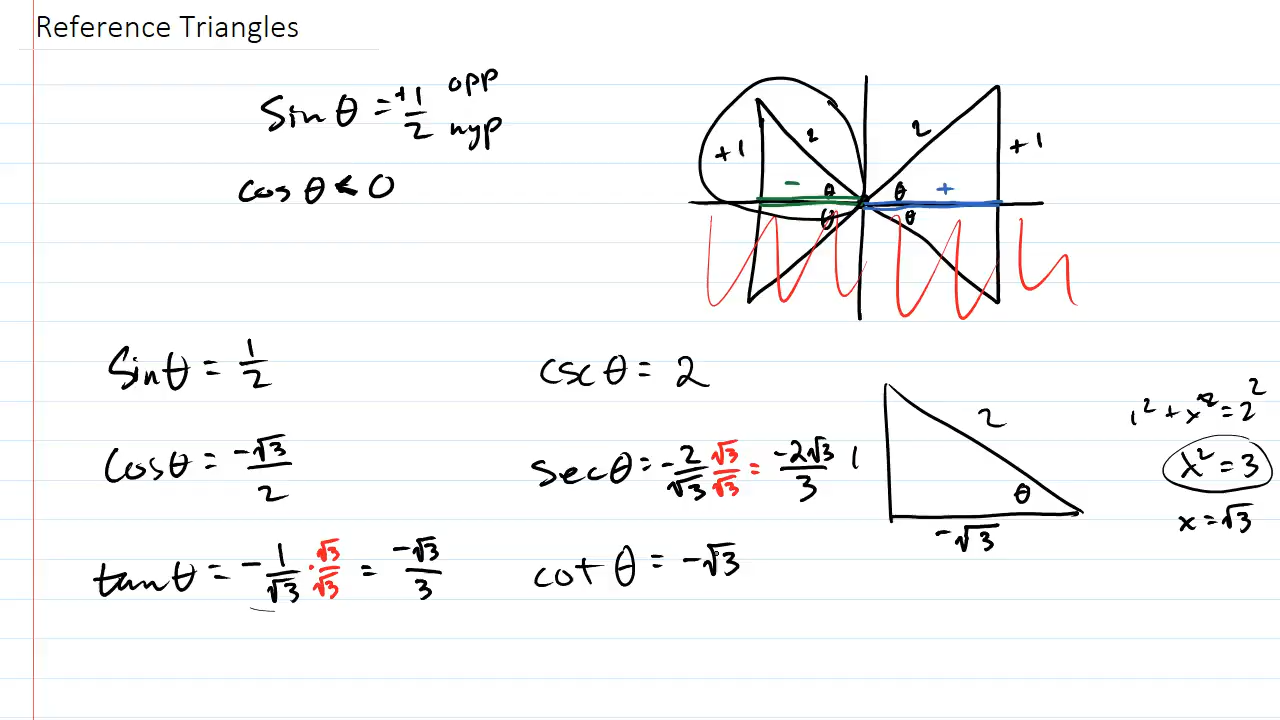 Reference Triangles
Sin θ = +1/2 opp
hyp
cos θ < 0
+1 2 2 +1
− θ θ +
θ θ
Sin θ = 1/2
csc θ = 2
Cos θ = -√3/2
sec θ = -2/√3 √3/√3 = -2√3/3
tan θ = -1/√3 · √3/√3 = -√3/3
cot θ = -√3
2
1
θ
-√3
1² + x² = 2²
x² = 3
x = √3